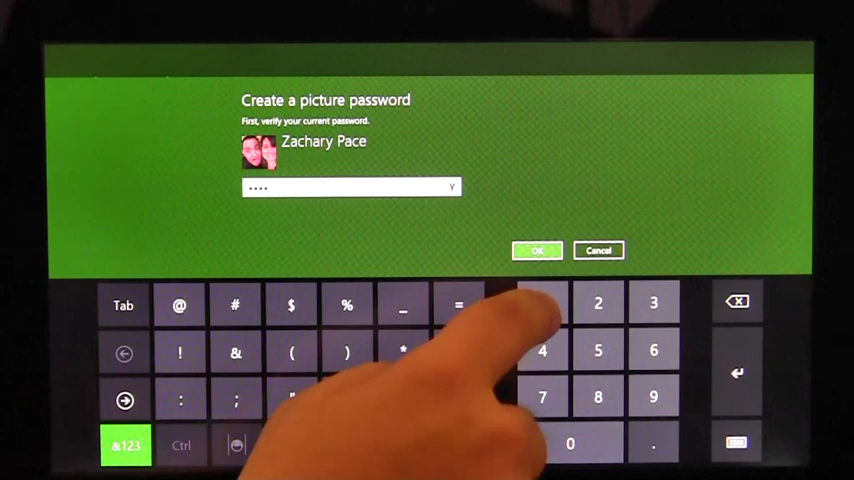 Create a picture password
First, verify your current password.
Zachary Pace
••••
OK Cancel
Tab @ # $ % _ = 2 3
! & ( ) * 4 5 6
: ; " 7 8 9
&123 Ctrl 0 .